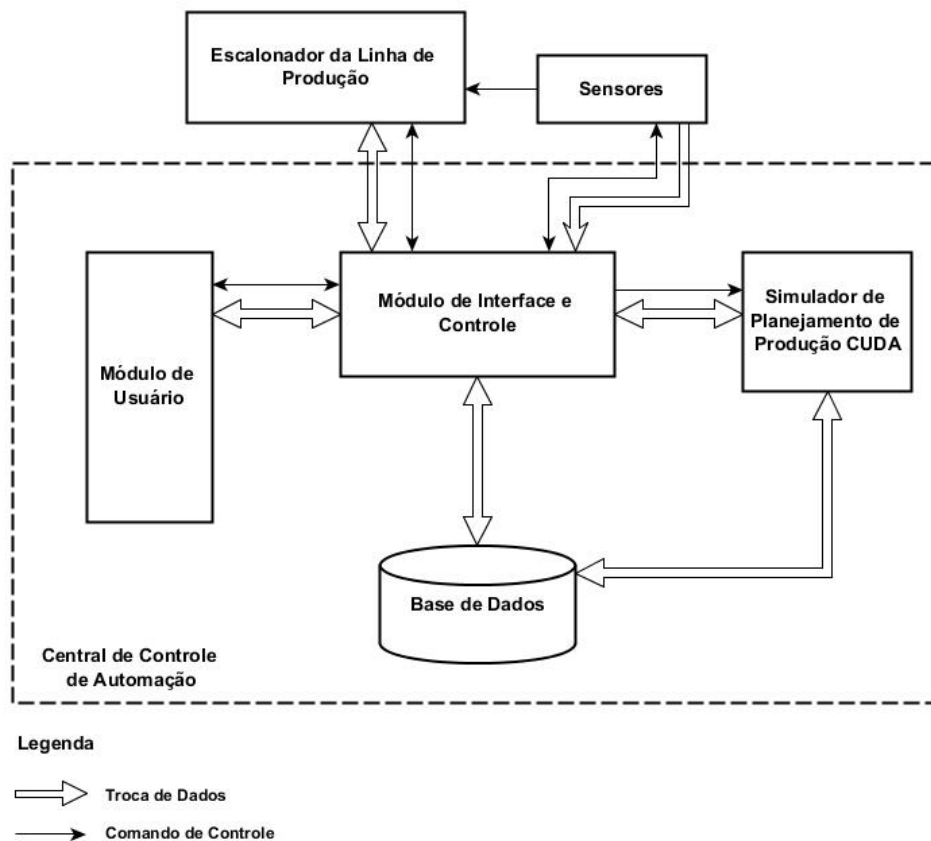 Escalonador da Linha de
Produção
Sensores
Módulo de Interface e
Controle
Simulador de
Planejamento de
Produção CUDA
Módulo de
Usuário
Base de Dados
Central de Controle
de Automação
Legenda
Troca de Dados
Comando de Controle